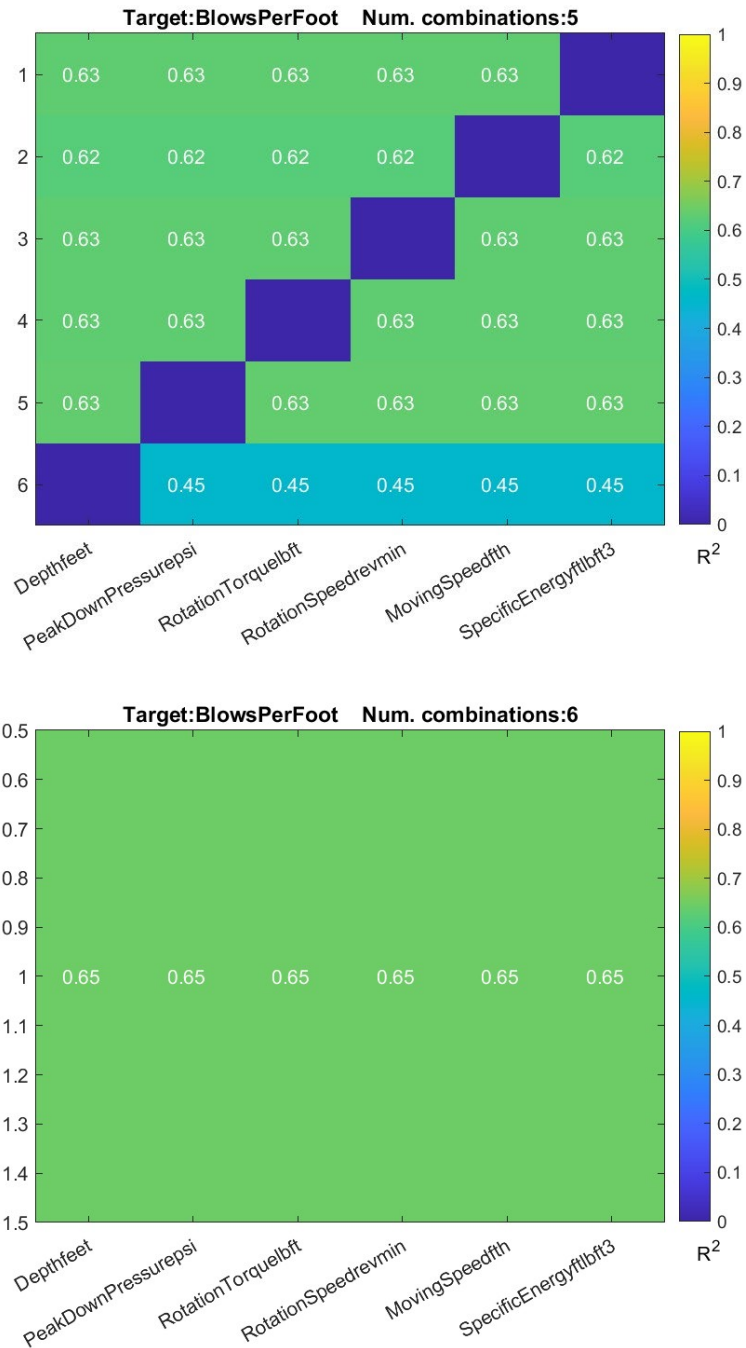 Target:BlowsPerFoot Num. combinations:5
1 0.63 0.63 0.63 0.63 0.63
2 0.62 0.62 0.62 0.62 0.62
3 0.63 0.63 0.63 0.63 0.63
4 0.63 0.63 0.63 0.63 0.63
5 0.63 0.63 0.63 0.63 0.63
6 0.45 0.45 0.45 0.45 0.45
Depthfeet
PeakDownPressurepsi
RotationTorquelbft
RotationSpeedrevmin
MovingSpeedfth
SpecificEnergyftlbft3
1
0.9
0.8
0.7
0.6
0.5
0.4
0.3
0.2
0.1
0
R²
Target:BlowsPerFoot Num. combinations:6
0.5
0.6
0.7
0.8
0.9
1 0.65 0.65 0.65 0.65 0.65 0.65
1.1
1.2
1.3
1.4
1.5
Depthfeet
PeakDownPressurepsi
RotationTorquelbft
RotationSpeedrevmin
MovingSpeedfth
SpecificEnergyftlbft3
1
0.9
0.8
0.7
0.6
0.5
0.4
0.3
0.2
0.1
0
R²